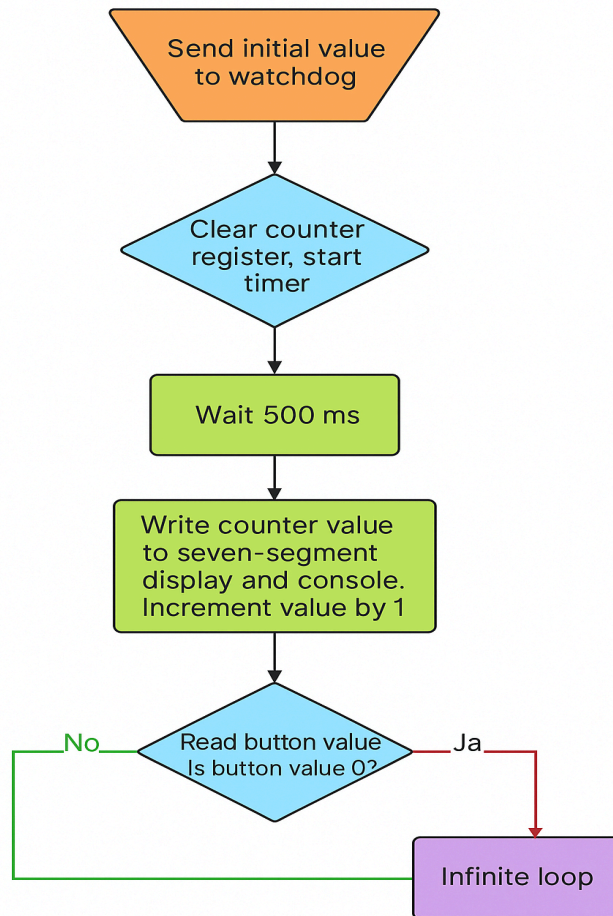 Send initial value
to watchdog
Clear counter
register, start
timer
Wait 500 ms
Write counter value
to seven-segment
display and console.
Increment value by 1
Read button value
Is button value 0?
No
Ja
Infinite loop